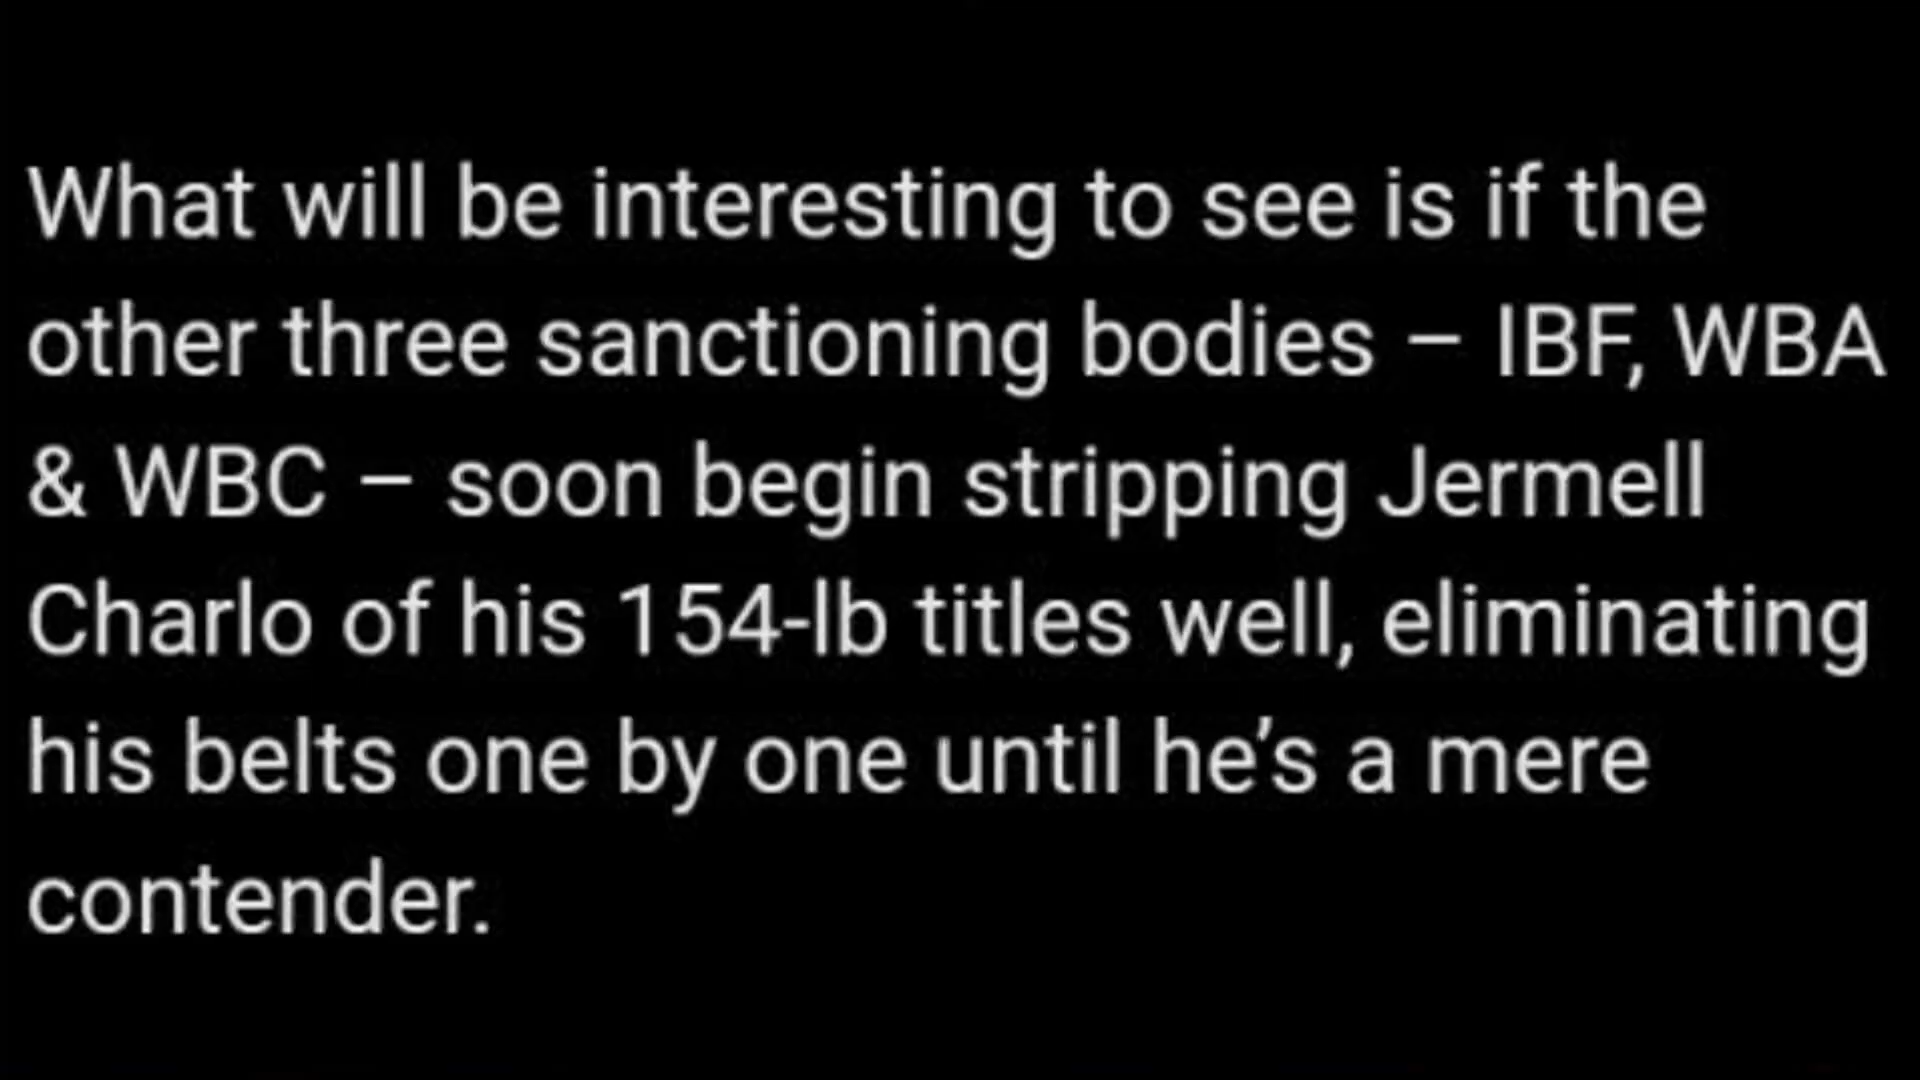 What will be interesting to see is if the
other three sanctioning bodies – IBF, WBA
& WBC – soon begin stripping Jermell
Charlo of his 154-lb titles well, eliminating
his belts one by one until he’s a mere
contender.